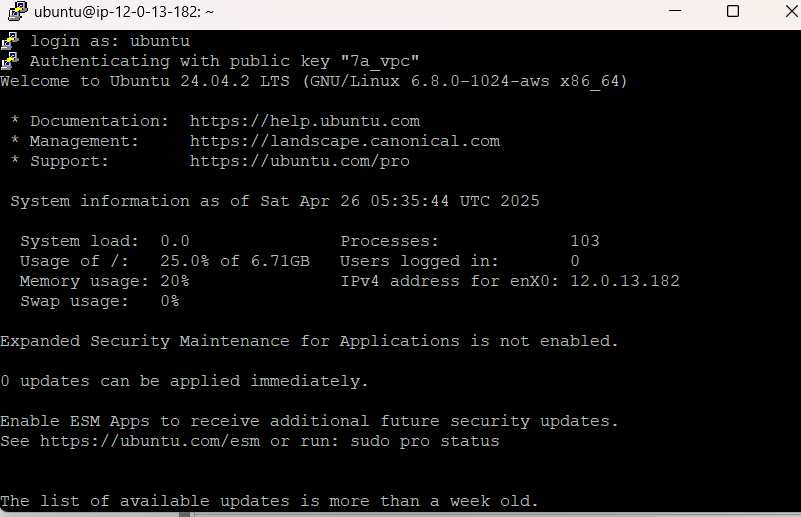 ubuntu@ip-12-0-13-182: ~
login as: ubuntu
Authenticating with public key "7a_vpc"
Welcome to Ubuntu 24.04.2 LTS (GNU/Linux 6.8.0-1024-aws x86_64)
* Documentation:  https://help.ubuntu.com
* Management:     https://landscape.canonical.com
* Support:        https://ubuntu.com/pro
System information as of Sat Apr 26 05:35:44 UTC 2025
System load:  0.0               Processes:             103
Usage of /:   25.0% of 6.71GB   Users logged in:       0
Memory usage: 20%               IPv4 address for enX0: 12.0.13.182
Swap usage:   0%
Expanded Security Maintenance for Applications is not enabled.
0 updates can be applied immediately.
Enable ESM Apps to receive additional future security updates.
See https://ubuntu.com/esm or run: sudo pro status
The list of available updates is more than a week old.